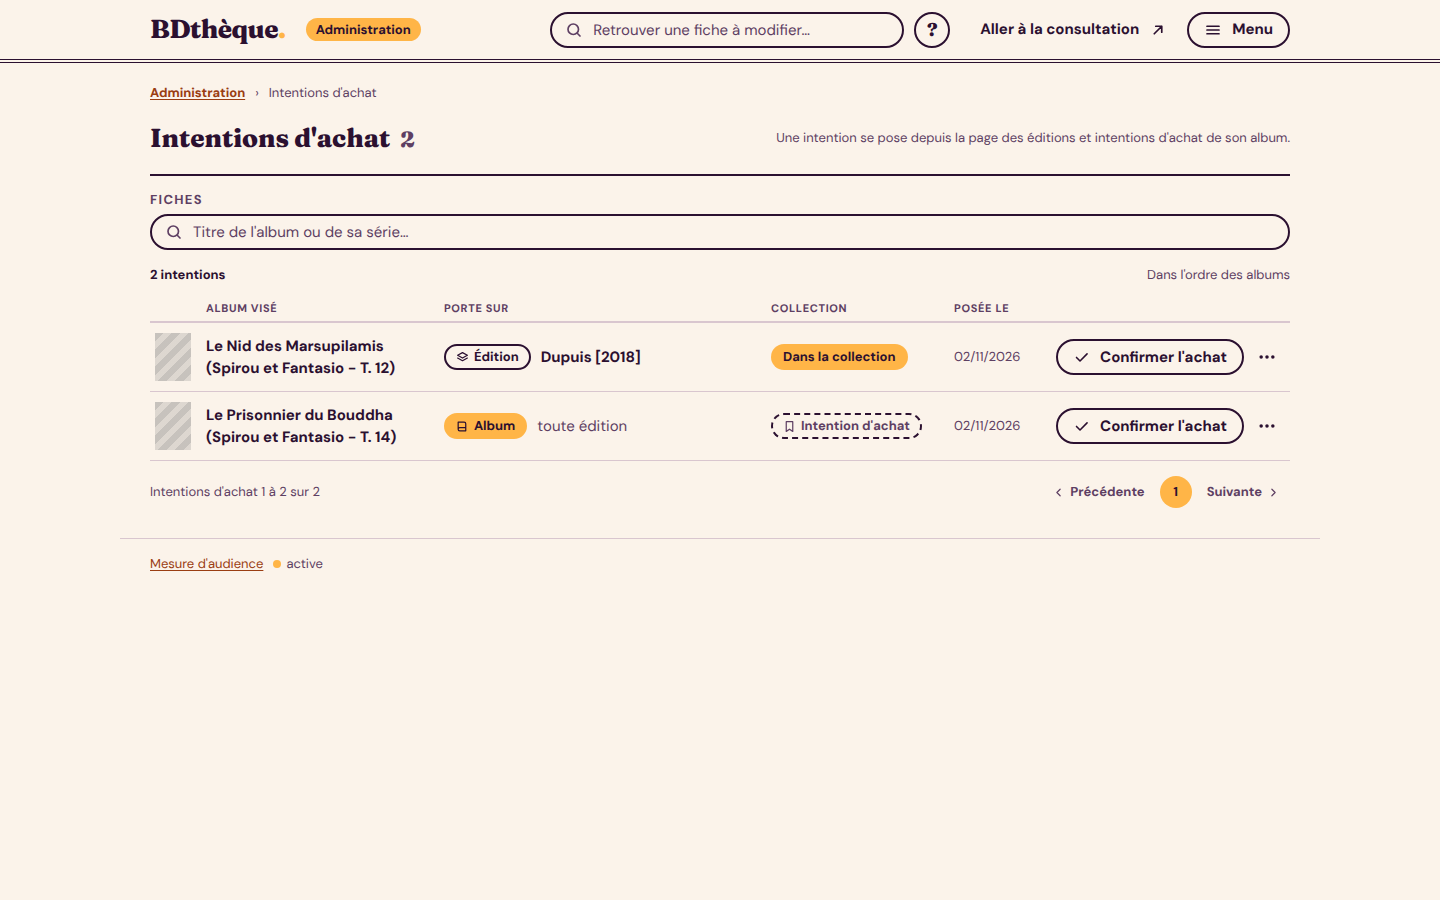 BDthèque.
Administration
Retrouver une fiche à modifier...
?
Aller à la consultation
Menu
Administration › Intentions d'achat
Intentions d'achat 2
Une intention se pose depuis la page des éditions et intentions d'achat de son album.
FICHES
Titre de l'album ou de sa série...
2 intentions
Dans l'ordre des albums
ALBUM VISÉ
PORTE SUR
COLLECTION
POSÉE LE
Le Nid des Marsupilamis
(Spirou et Fantasio - T. 12)
Édition
Dupuis [2018]
Dans la collection
02/11/2026
Confirmer l'achat
Le Prisonnier du Bouddha
(Spirou et Fantasio - T. 14)
Album
toute édition
Intention d'achat
02/11/2026
Confirmer l'achat
Intentions d'achat 1 à 2 sur 2
Précédente
1
Suivante
Mesure d'audience
active